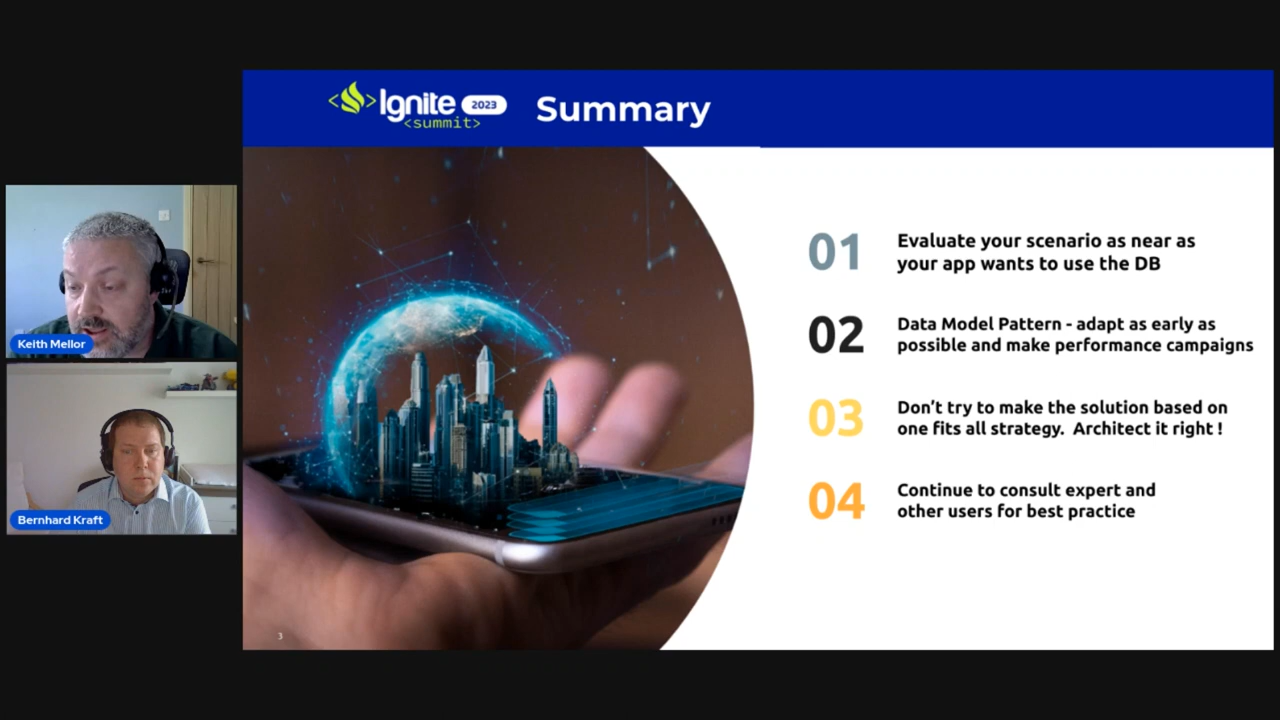 Ignite 2023
<summit>
Summary
Keith Mellor
Bernhard Kraft
01
Evaluate your scenario as near as
your app wants to use the DB
02
Data Model Pattern - adapt as early as
possible and make performance campaigns
03
Don't try to make the solution based on
one fits all strategy.  Architect it right !
04
Continue to consult expert and
other users for best practice
3